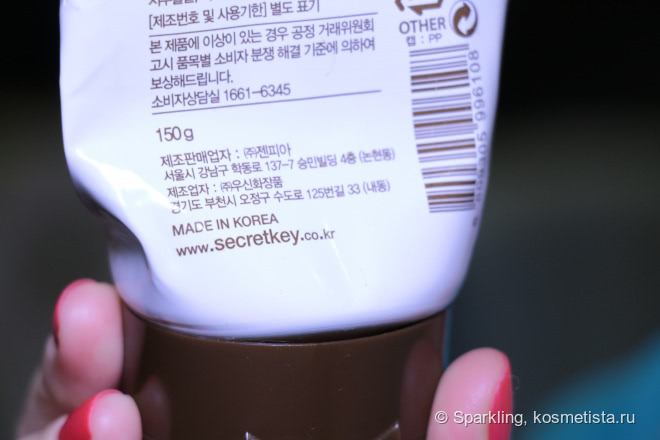 [제조번호 및 사용기한] 별도 표기
본 제품에 이상이 있는 경우 공정 거래위원회
고시 품목별 소비자 분쟁 해결 기준에 의하여
보상해드립니다.
소비자상담실 1661-6345
150g
제조판매업자 : ㈜젠피아
서울시 강남구 학동로 137-7 승민빌딩 4층 (논현동)
제조업자 : ㈜우신화장품
경기도 부천시 오정구 수도로 125번길 33 (내동)
MADE IN KOREA
www.secretkey.co.kr
OTHER
캡 : PP
© Sparkling, kosmetista.ru